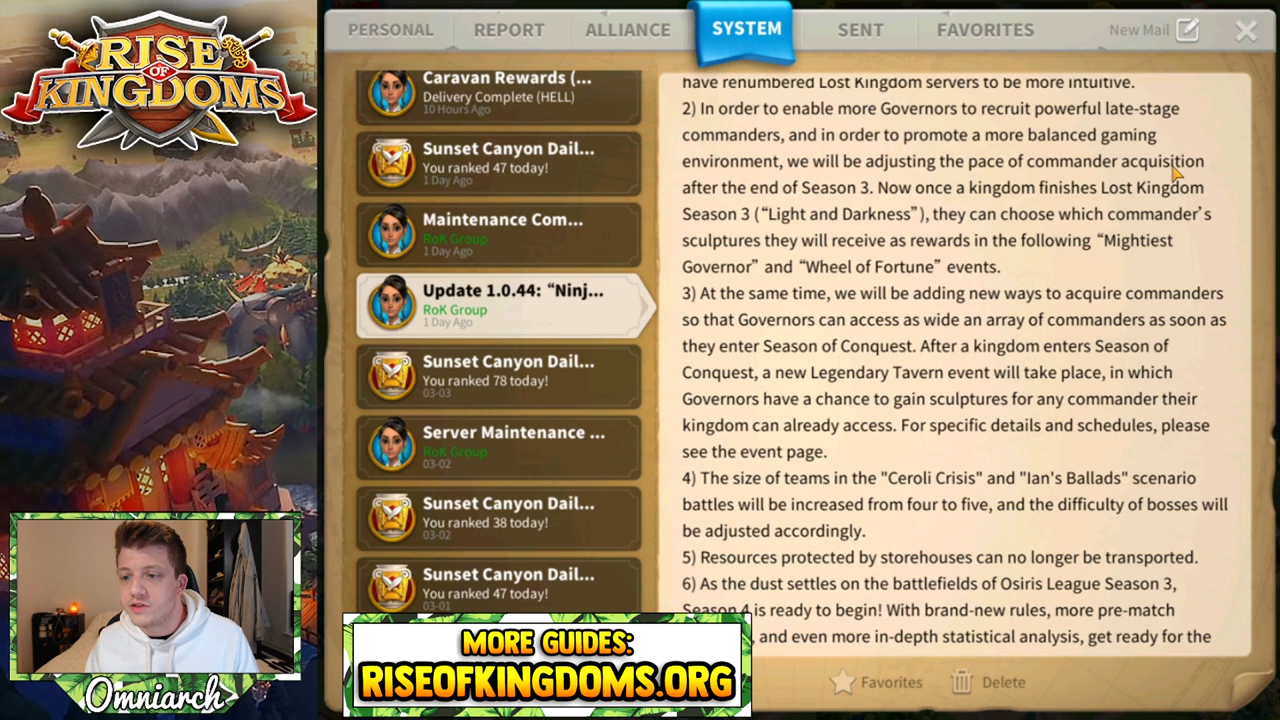 RISE
OF
KINGDOMS
PERSONAL
REPORT
ALLIANCE
SYSTEM
SENT
FAVORITES
New Mail
Caravan Rewards (...
Delivery Complete (HELL)
10 Hours Ago
Sunset Canyon Dail...
You ranked 47 today!
1 Day Ago
Maintenance Com...
RoK Group
1 Day Ago
Update 1.0.44: “Ninj...
RoK Group
1 Day Ago
Sunset Canyon Dail...
You ranked 78 today!
03-03
Server Maintenance ...
RoK Group
03-02
Sunset Canyon Dail...
You ranked 38 today!
03-02
Sunset Canyon Dail...
You ranked 47 today!
03-01
have renumbered Lost Kingdom servers to be more intuitive.
2) In order to enable more Governors to recruit powerful late-stage
commanders, and in order to promote a more balanced gaming
environment, we will be adjusting the pace of commander acquisition
after the end of Season 3. Now once a kingdom finishes Lost Kingdom
Season 3 (“Light and Darkness”), they can choose which commander’s
sculptures they will receive as rewards in the following “Mightiest
Governor” and “Wheel of Fortune” events.
3) At the same time, we will be adding new ways to acquire commanders
so that Governors can access as wide an array of commanders as soon as
they enter Season of Conquest. After a kingdom enters Season of
Conquest, a new Legendary Tavern event will take place, in which
Governors have a chance to gain sculptures for any commander their
kingdom can already access. For specific details and schedules, please
see the event page.
4) The size of teams in the "Ceroli Crisis" and "Ian's Ballads" scenario
battles will be increased from four to five, and the difficulty of bosses will
be adjusted accordingly.
5) Resources protected by storehouses can no longer be transported.
6) As the dust settles on the battlefields of Osiris League Season 3,
Season 4 is ready to begin! With brand-new rules, more pre-match
, and even more in-depth statistical analysis, get ready for the
Favorites
Delete
MORE GUIDES:
RISEOFKINGDOMS.ORG
Omniarch